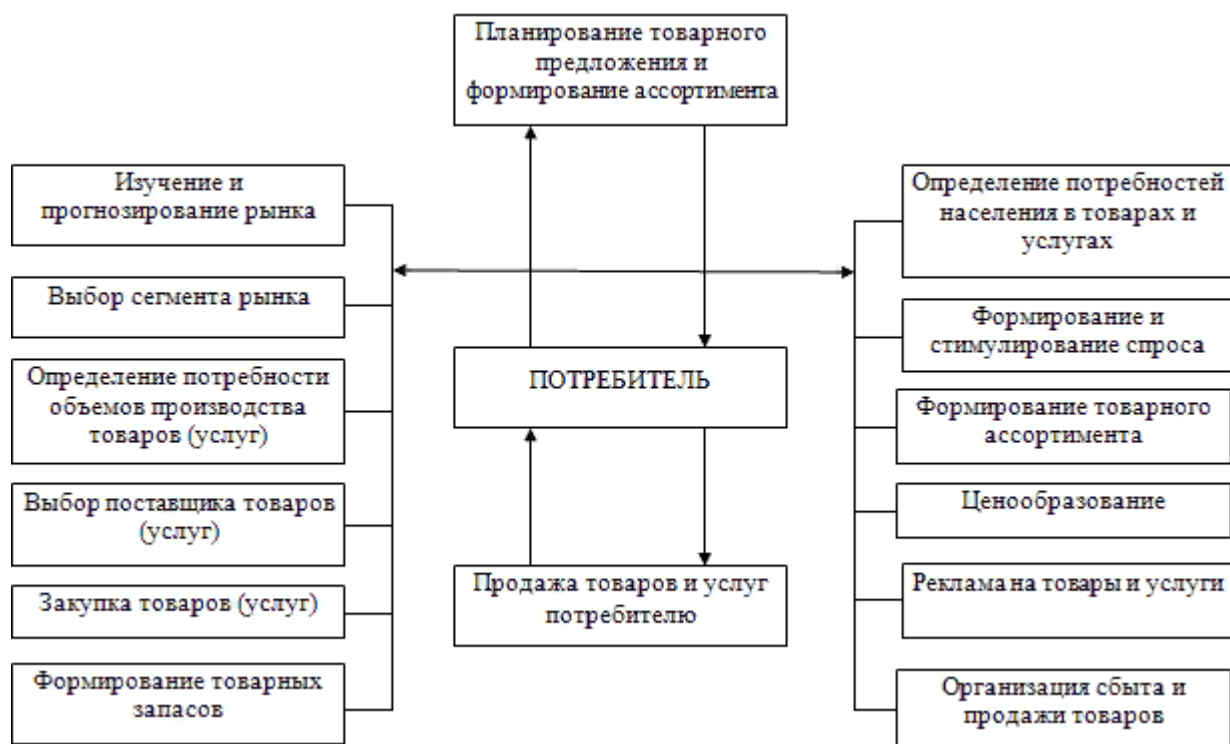 Планирование товарного
предложения и
формирование ассортимента
Изучение и
прогнозирование рынка
Выбор сегмента рынка
Определение потребности
объемов производства
товаров (услуг)
Выбор поставщика товаров
(услуг)
Закупка товаров (услуг)
Формирование товарных
запасов
ПОТРЕБИТЕЛЬ
Продажа товаров и услуг
потребителю
Определение потребностей
населения в товарах и
услугах
Формирование и
стимулирование спроса
Формирование товарного
ассортимента
Ценообразование
Реклама на товары и услуги
Организация сбыта и
продажи товаров